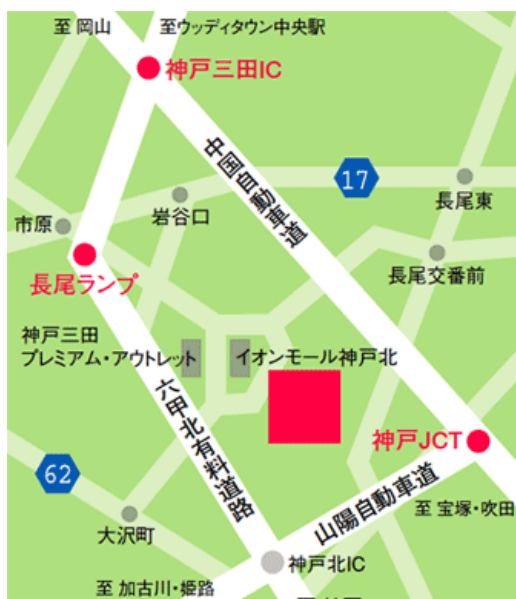 至 岡山
至ウッディタウン中央駅
神戸三田IC
中国自動車道
17
長尾東
岩谷口
市原
長尾交番前
長尾ランプ
神戸三田
プレミアム・アウトレット
イオンモール神戸北
六甲北有料道路
神戸JCT
62
山陽自動車道
至 宝塚・吹田
大沢町
神戸北IC
至 加古川・姫路